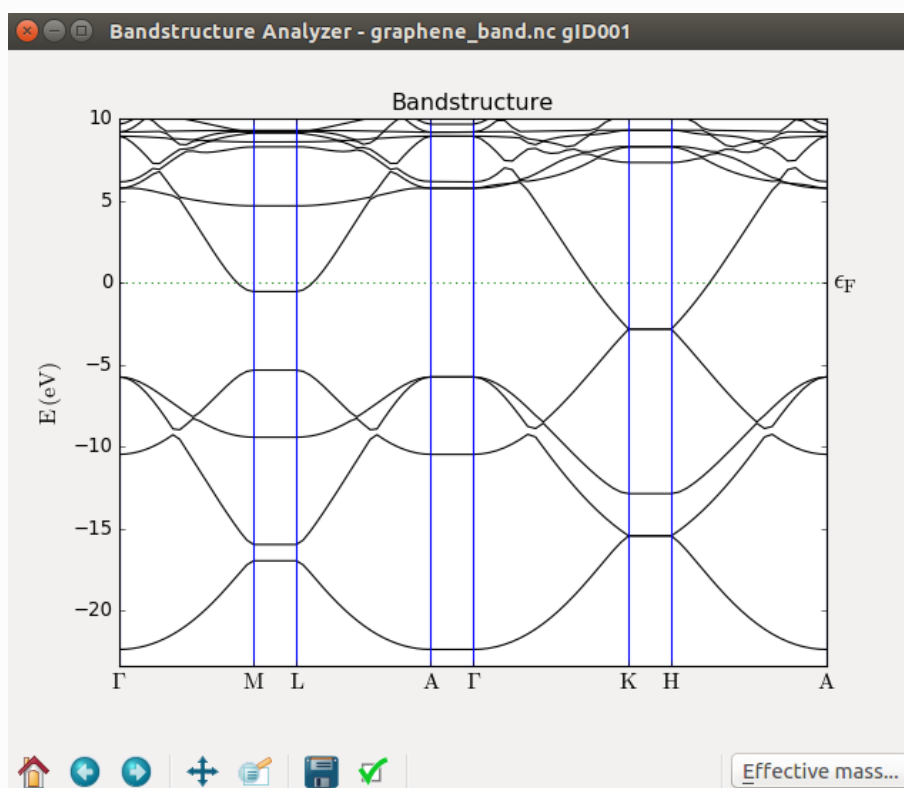 Bandstructure Analyzer - graphene_band.nc gID001
Bandstructure
10
5
0
−5
−10
−15
−20
E (eV)
ϵF
Γ M L A Γ K H A
Effective mass...